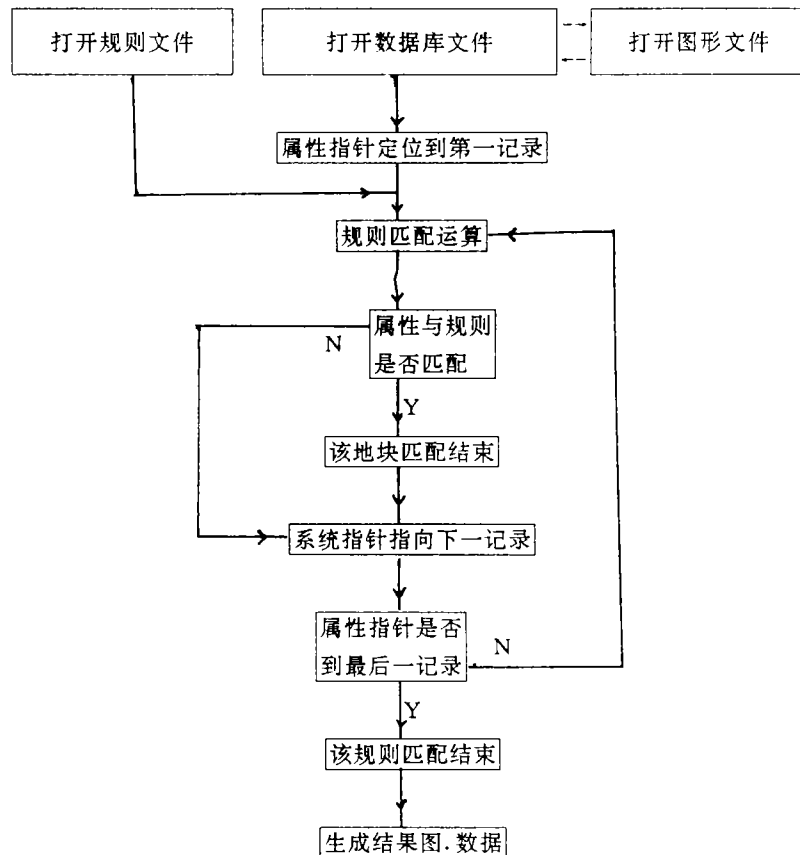 打开规则文件
打开数据库文件
打开图形文件
属性指针定位到第一记录
规则匹配运算
属性与规则
是否匹配
N
Y
该地块匹配结束
系统指针指向下一记录
属性指针是否
到最后一记录
N
Y
该规则匹配结束
生成结果图.数据